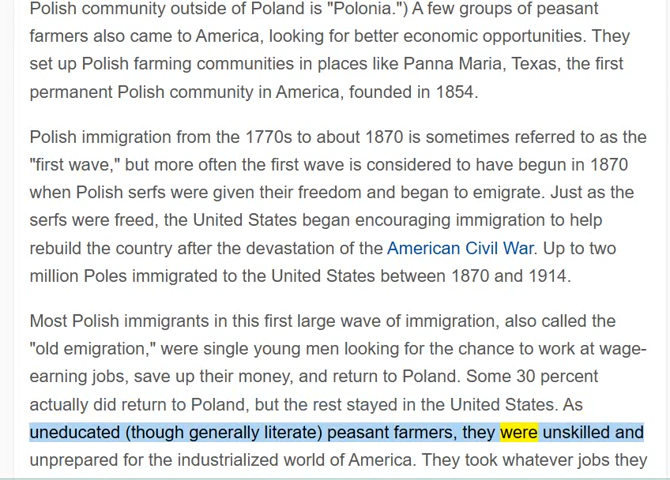 Polish community outside of Poland is "Polonia.") A few groups of peasant
farmers also came to America, looking for better economic opportunities. They
set up Polish farming communities in places like Panna Maria, Texas, the first
permanent Polish community in America, founded in 1854.
Polish immigration from the 1770s to about 1870 is sometimes referred to as the
"first wave," but more often the first wave is considered to have begun in 1870
when Polish serfs were given their freedom and began to emigrate. Just as the
serfs were freed, the United States began encouraging immigration to help
rebuild the country after the devastation of the American Civil War. Up to two
million Poles immigrated to the United States between 1870 and 1914.
Most Polish immigrants in this first large wave of immigration, also called the
"old emigration," were single young men looking for the chance to work at wage-
earning jobs, save up their money, and return to Poland. Some 30 percent
actually did return to Poland, but the rest stayed in the United States. As
uneducated (though generally literate) peasant farmers, they were unskilled and
unprepared for the industrialized world of America. They took whatever jobs they